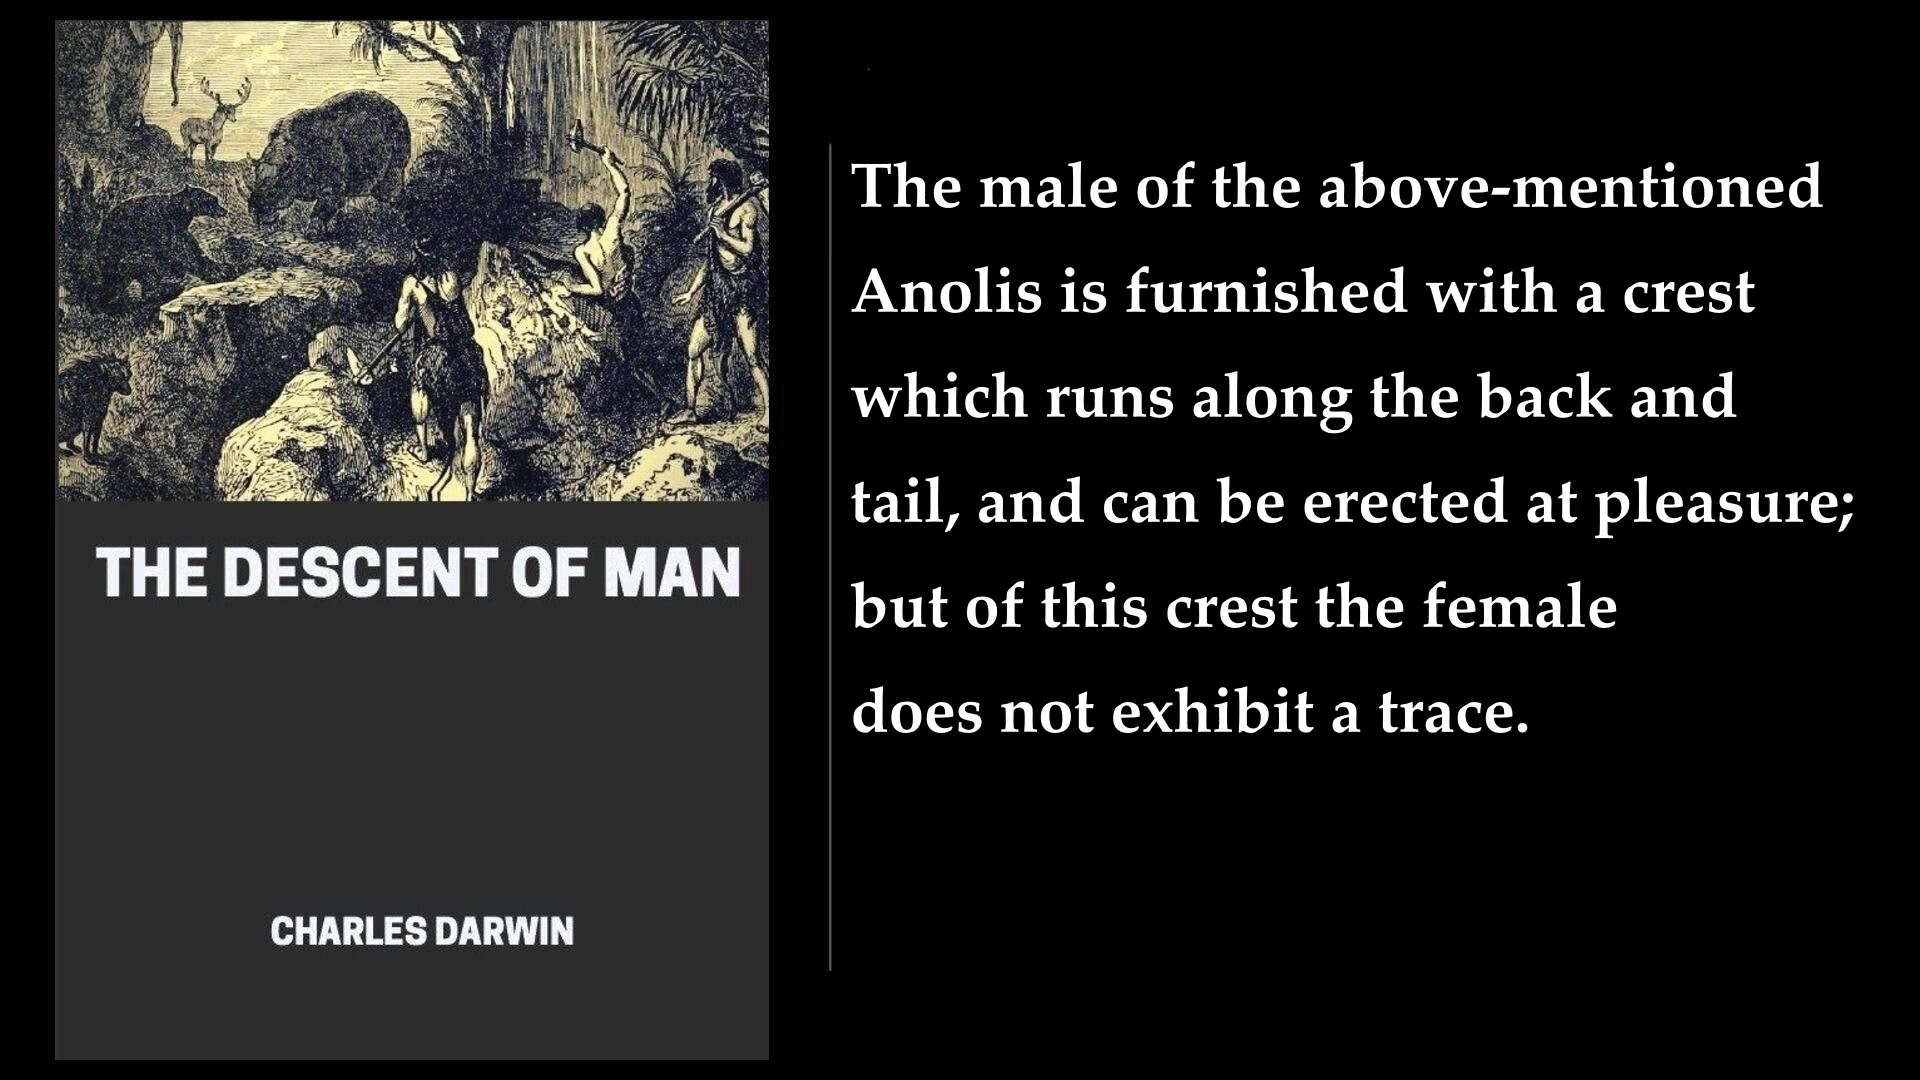 THE DESCENT OF MAN
CHARLES DARWIN
The male of the above-mentioned
Anolis is furnished with a crest
which runs along the back and
tail, and can be erected at pleasure;
but of this crest the female
does not exhibit a trace.